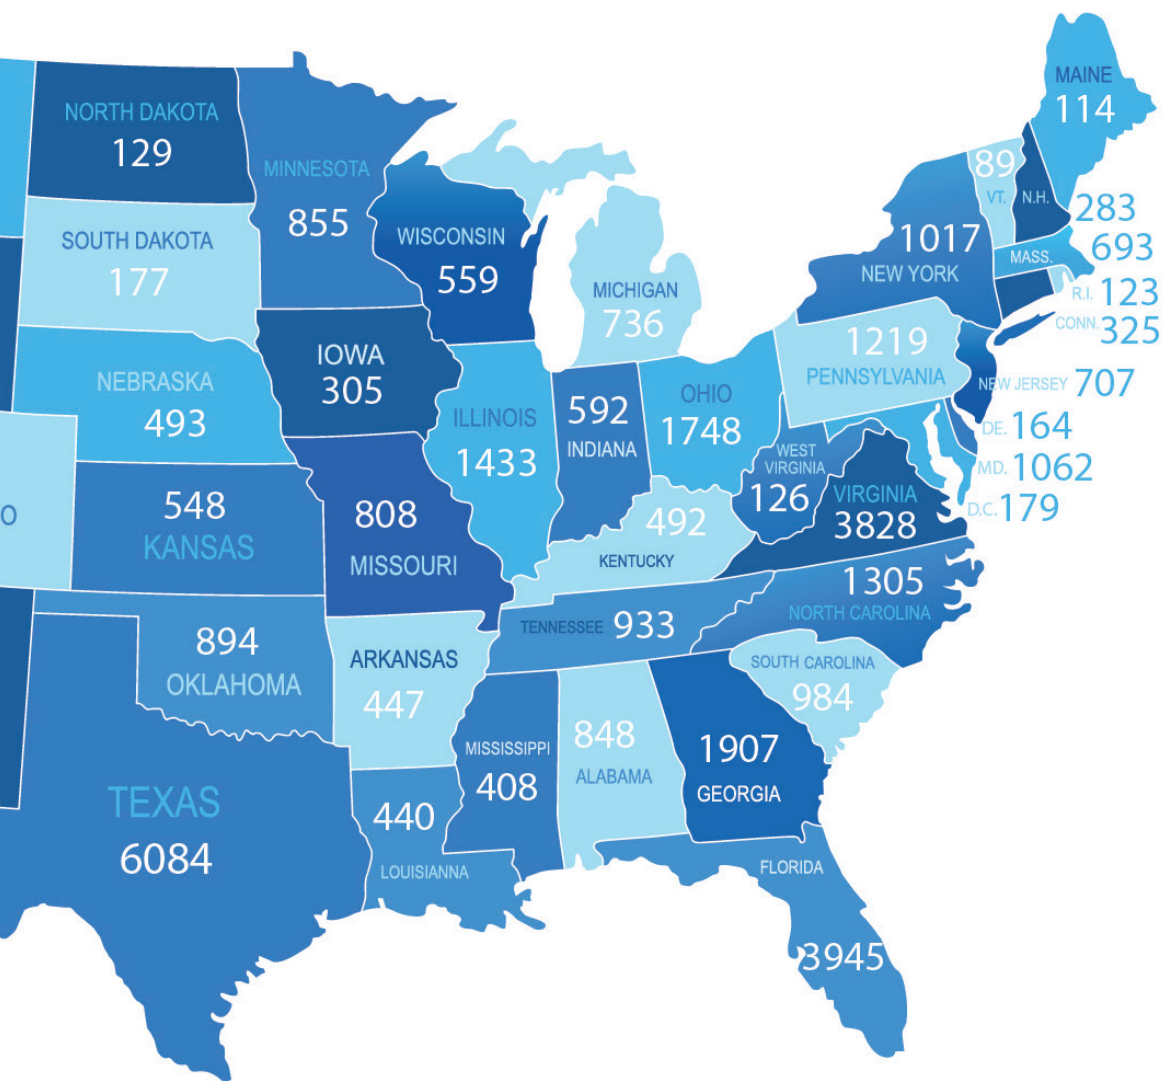 MAINE
114
NORTH DAKOTA
129
MINNESOTA
855
89
VT.
N.H.
283
SOUTH DAKOTA
177
WISCONSIN
559
1017
NEW YORK
MASS.
693
MICHIGAN
736
R.I. 123
CONN. 325
IOWA
305
1219
PENNSYLVANIA
NEBRASKA
493
ILLINOIS
1433
592
INDIANA
OHIO
1748
NEW JERSEY 707
DE. 164
MD. 1062
D.C. 179
WEST
VIRGINIA
126
VIRGINIA
3828
O
548
KANSAS
808
MISSOURI
492
KENTUCKY
1305
NORTH CAROLINA
TENNESSEE 933
894
OKLAHOMA
ARKANSAS
447
SOUTH CAROLINA
984
MISSISSIPPI
408
848
ALABAMA
1907
GEORGIA
TEXAS
6084
440
LOUISIANNA
FLORIDA
3945